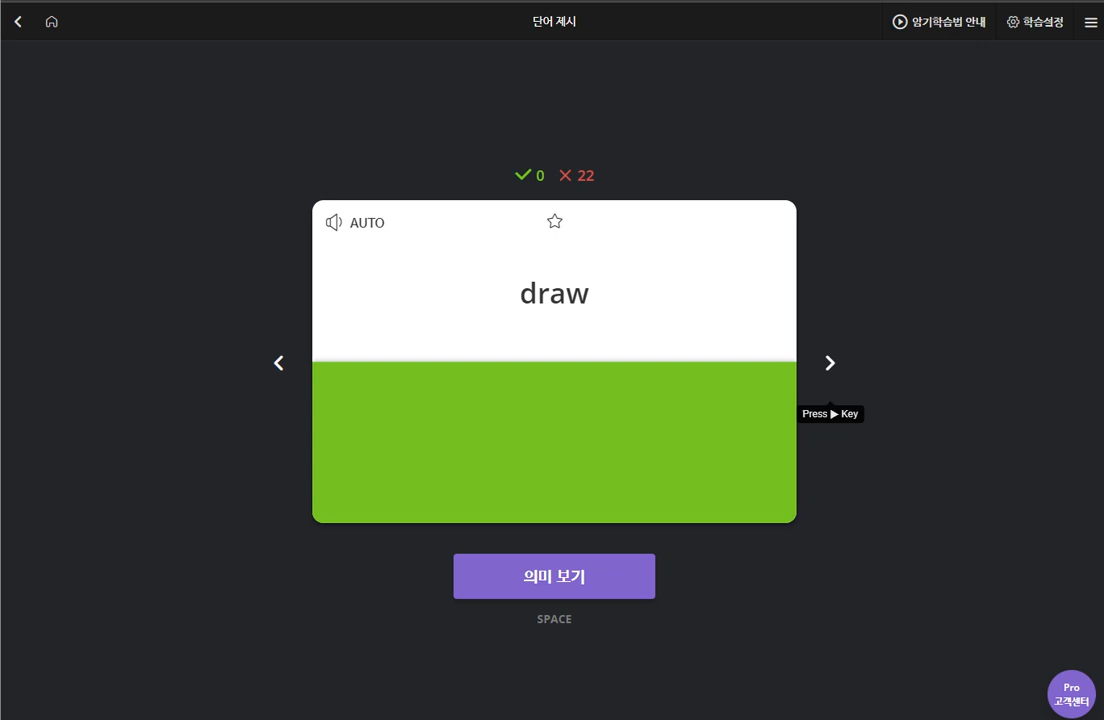 단어 제시
암기학습법 안내
학습설정
0
22
AUTO
draw
Press ▶ Key
의미 보기
SPACE
Pro
고객센터